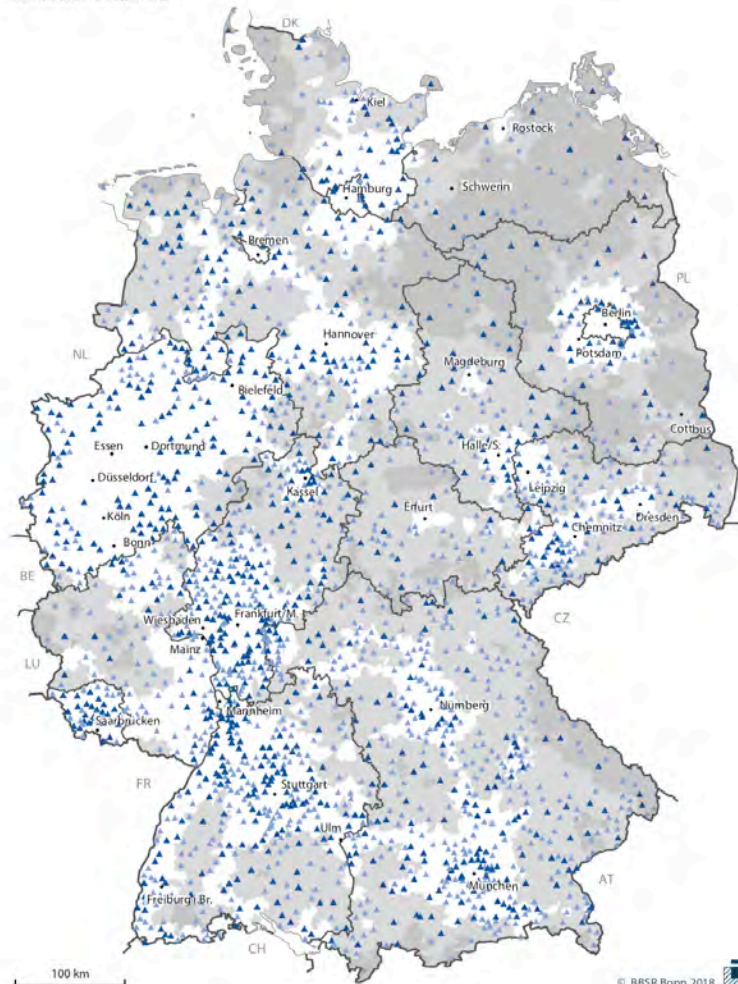 DK
Kiel
Rostock
Hamburg
Schwerin
Bremen
PL
Berlin
Hannover
Potsdam
NL
Magdeburg
Bielefeld
Cottbus
Essen
Dortmund
Halle/S.
Düsseldorf
Leipzig
Kassel
Köln
Erfurt
Dresden
Chemnitz
Bonn
BE
Wiesbaden
Frankfurt/M.
CZ
Mainz
LU
Nürnberg
Mannheim
Saarbrücken
FR
Stuttgart
Ulm
München
AT
Freiburg i.Br.
CH
100 km
© BBSR Bonn 2018